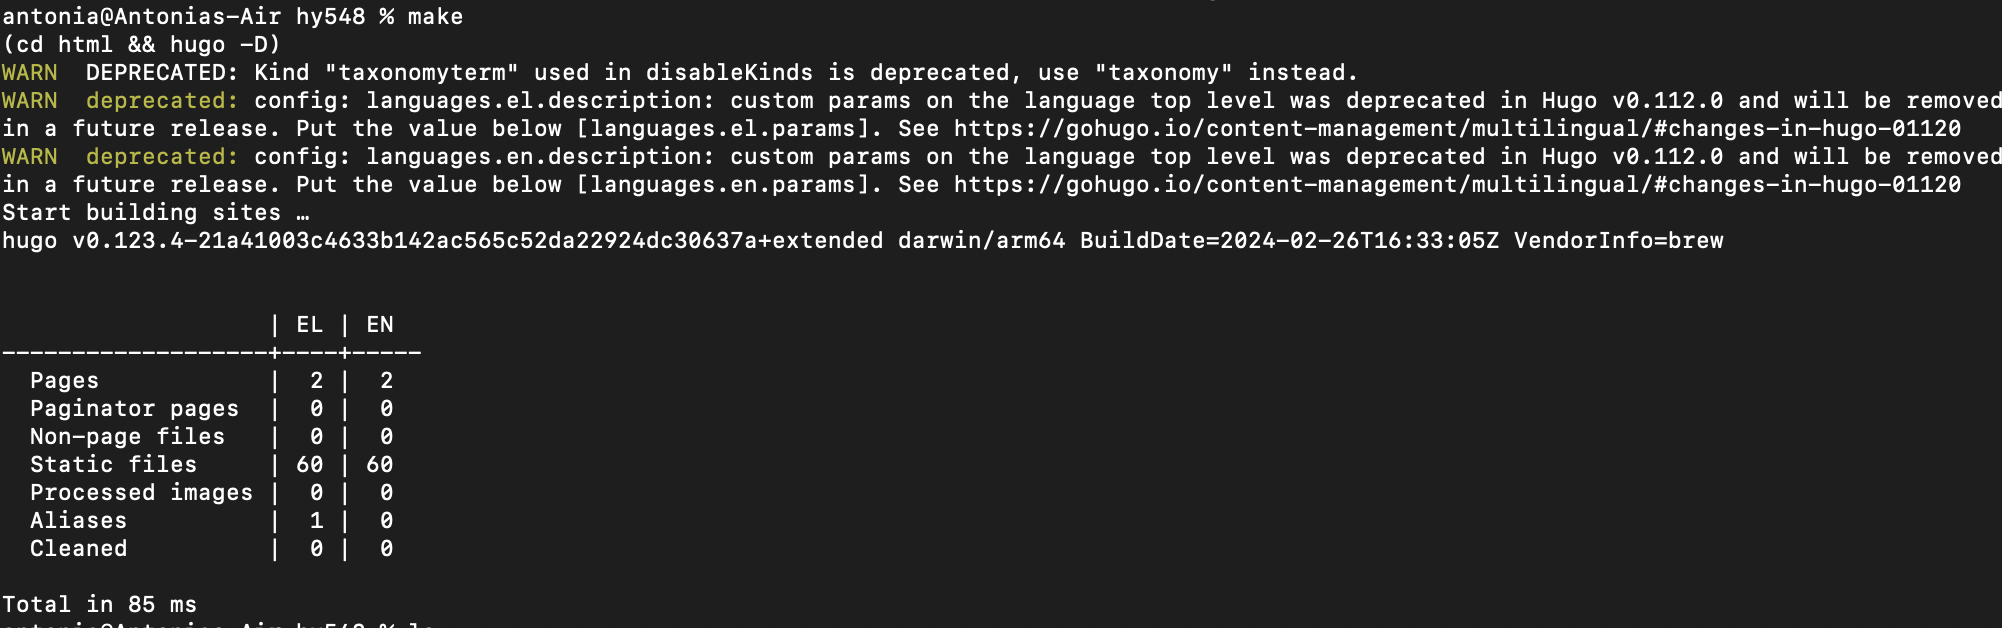 antonia@Antonias-Air hy548 % make
(cd html && hugo -D)
WARN  DEPRECATED: Kind "taxonomyterm" used in disableKinds is deprecated, use "taxonomy" instead.
WARN  deprecated: config: languages.el.description: custom params on the language top level was deprecated in Hugo v0.112.0 and will be removed
in a future release. Put the value below [languages.el.params]. See https://gohugo.io/content-management/multilingual/#changes-in-hugo-01120
WARN  deprecated: config: languages.en.description: custom params on the language top level was deprecated in Hugo v0.112.0 and will be removed
in a future release. Put the value below [languages.en.params]. See https://gohugo.io/content-management/multilingual/#changes-in-hugo-01120
Start building sites …
hugo v0.123.4-21a41003c4633b142ac565c52da22924dc30637a+extended darwin/arm64 BuildDate=2024-02-26T16:33:05Z VendorInfo=brew
                   | EL | EN
-------------------+----+-----
  Pages            |  2 |  2
  Paginator pages  |  0 |  0
  Non-page files   |  0 |  0
  Static files     | 60 | 60
  Processed images |  0 |  0
  Aliases          |  1 |  0
  Cleaned          |  0 |  0
Total in 85 ms
antonia@Antonias-Air hy548 %